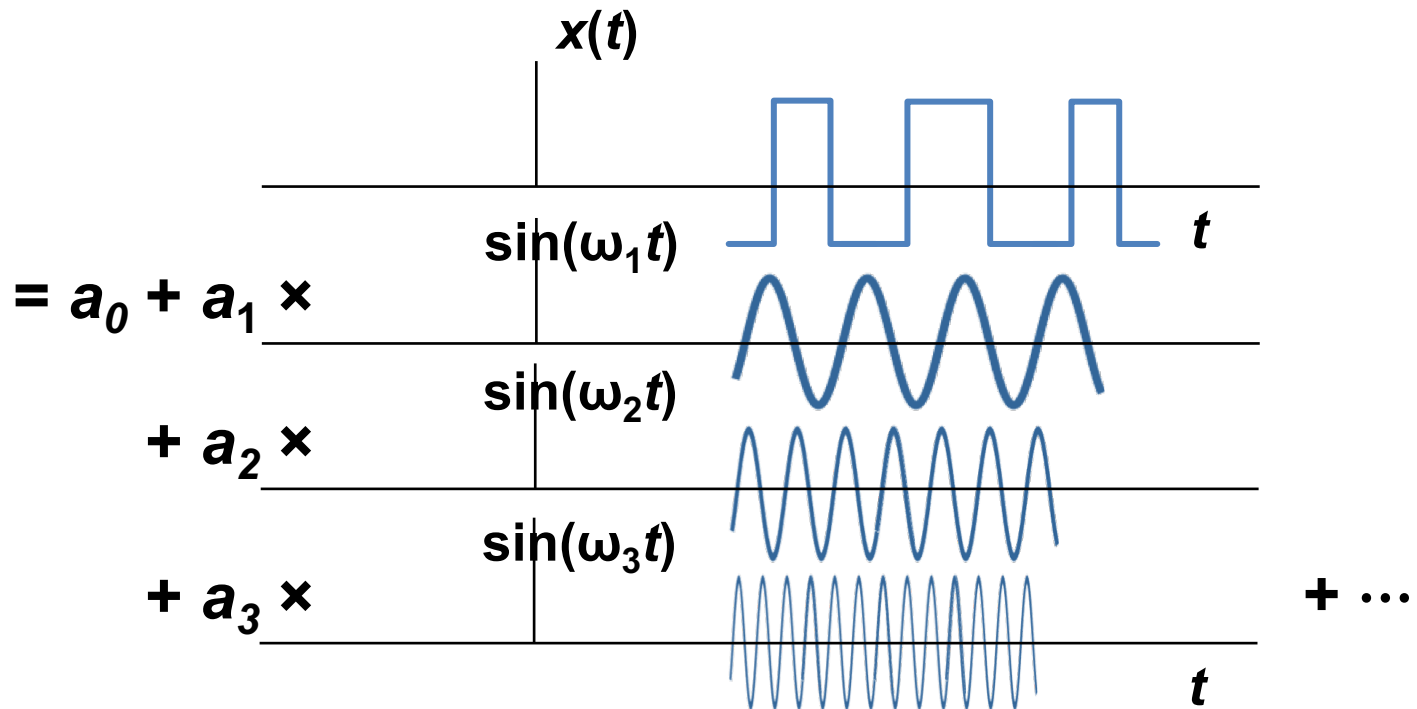 x(t)
t
sin(ω₁t)
= a₀ + a₁ ×
sin(ω₂t)
+ a₂ ×
sin(ω₃t)
+ a₃ × + ···
t